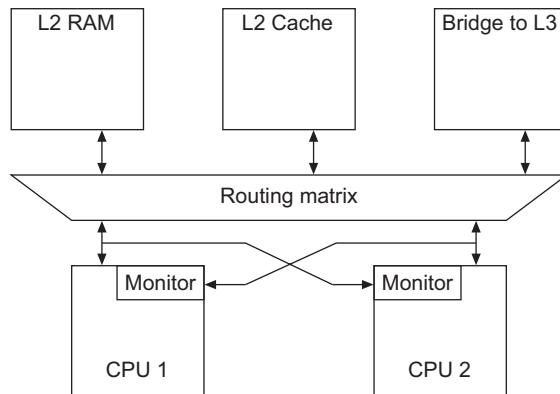 L2 RAM
L2 Cache
Bridge to L3
Routing matrix
Monitor
Monitor
CPU 1
CPU 2